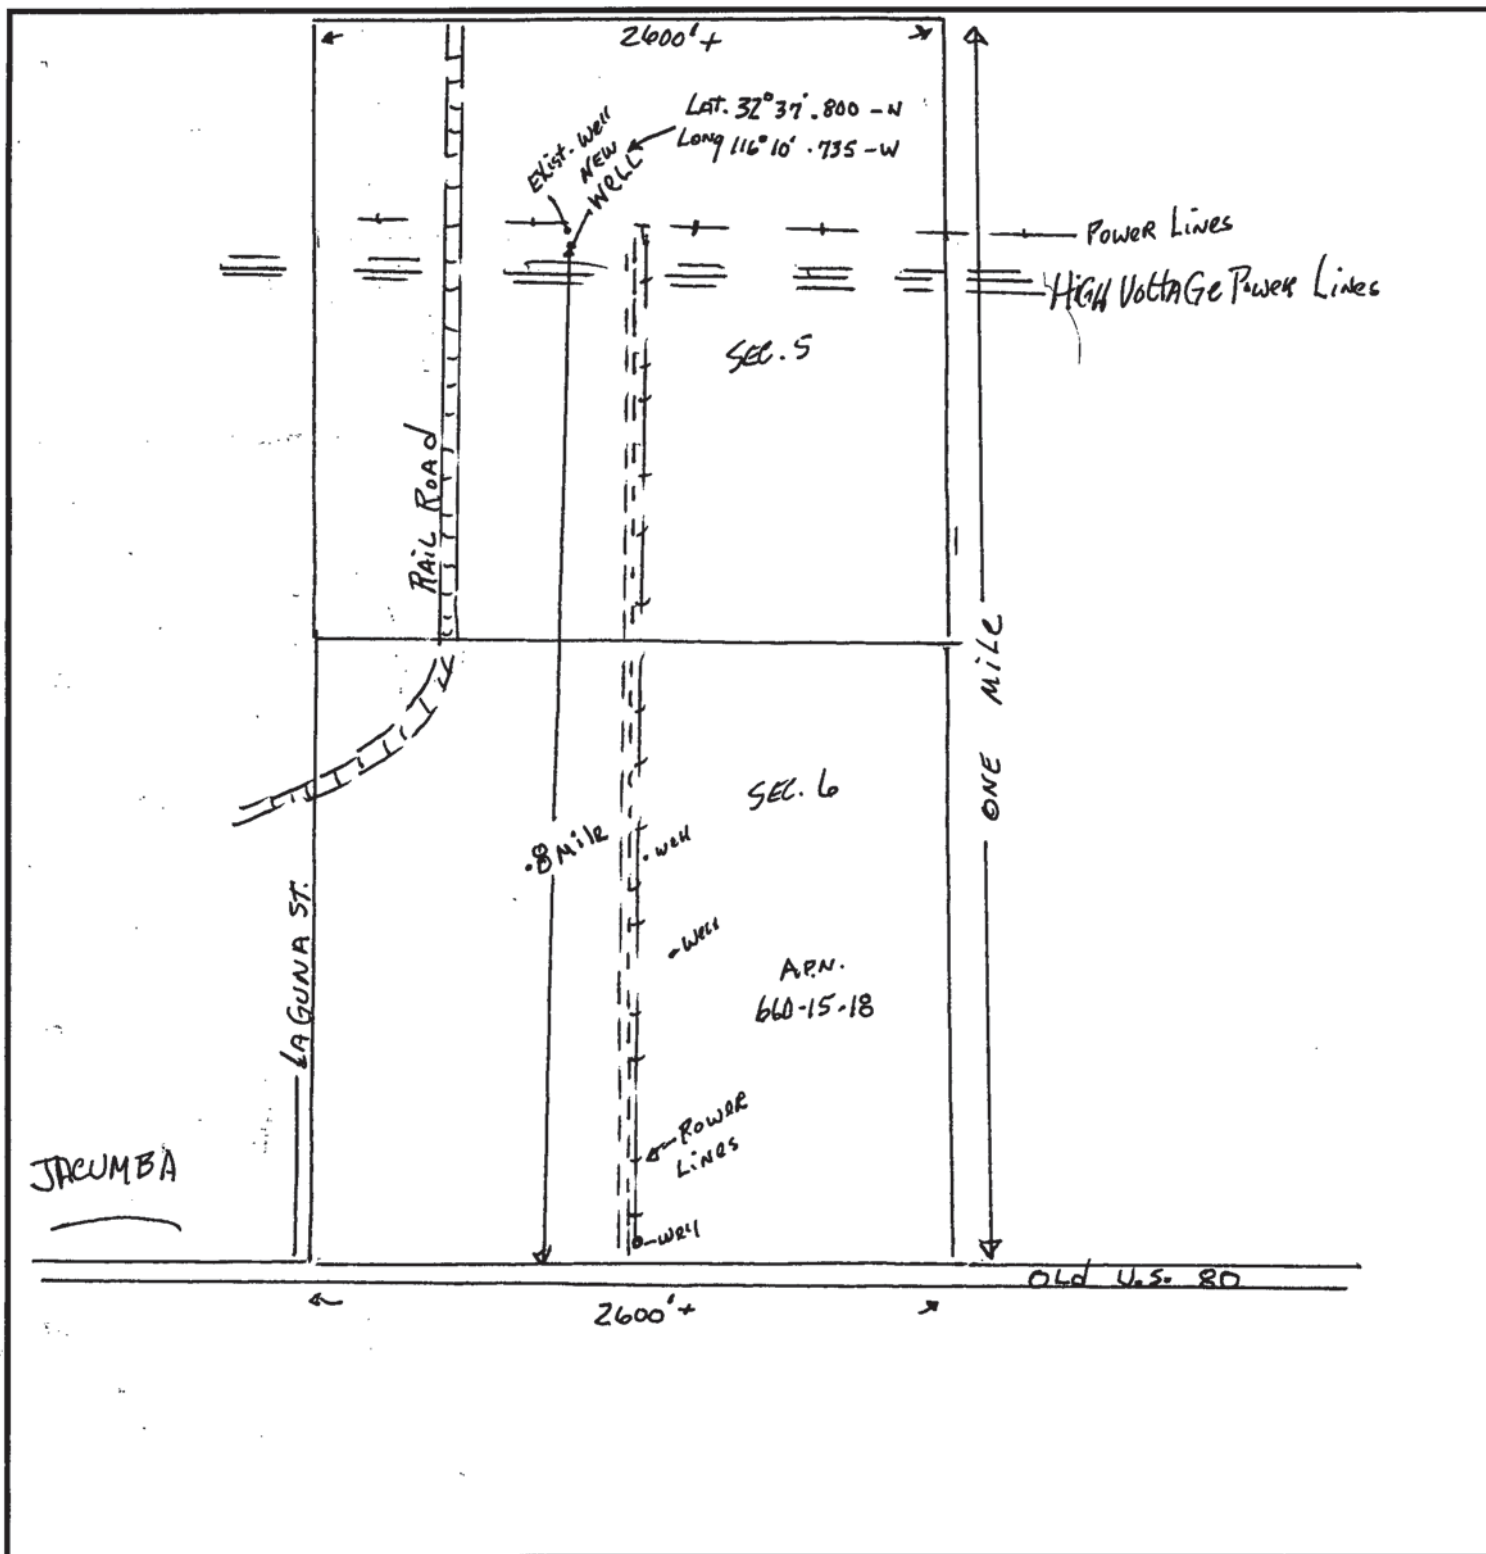 2600'+
Lat. 32° 37'.800 -N
Long 116° 10' .735 -W
Exist. Well
NEW
WELL
Power Lines
HIGH VoltAGe Power Lines
SEC. 5
RAIL ROAd
ONE MiLe
SEC. 6
.8 Mile
. well
- Well
LAGUNA ST.
A.P.N.
660-15-18
POWER
LINES
JACUMBA
-well
OLd U.S. 80
2600'+